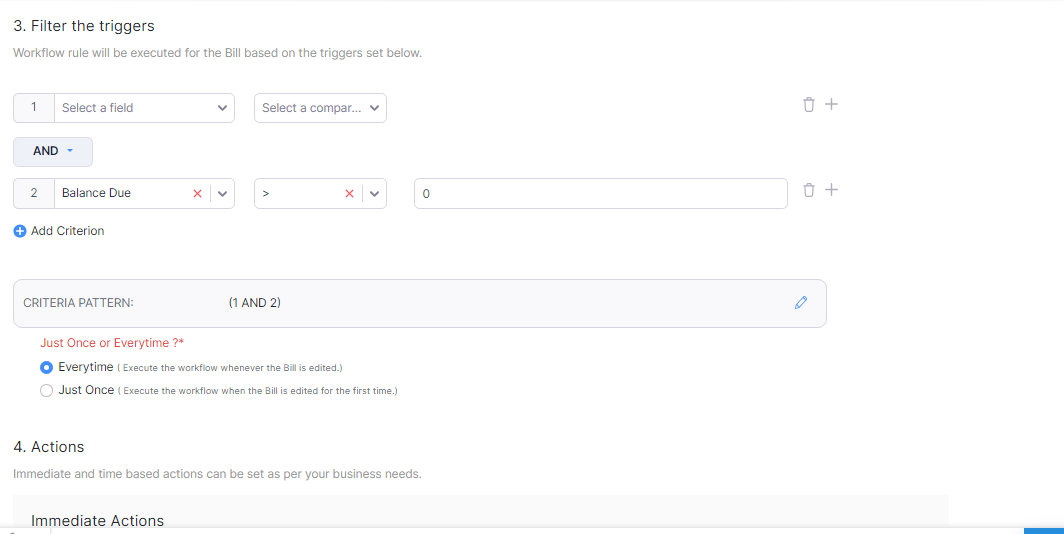 3. Filter the triggers
Workflow rule will be executed for the Bill based on the triggers set below.
1 Select a field Select a compar...
AND
2 Balance Due > 0
Add Criterion
CRITERIA PATTERN: (1 AND 2)
Just Once or Everytime ?*
Everytime ( Execute the workflow whenever the Bill is edited.)
Just Once ( Execute the workflow when the Bill is edited for the first time.)
4. Actions
Immediate and time based actions can be set as per your business needs.
Immediate Actions